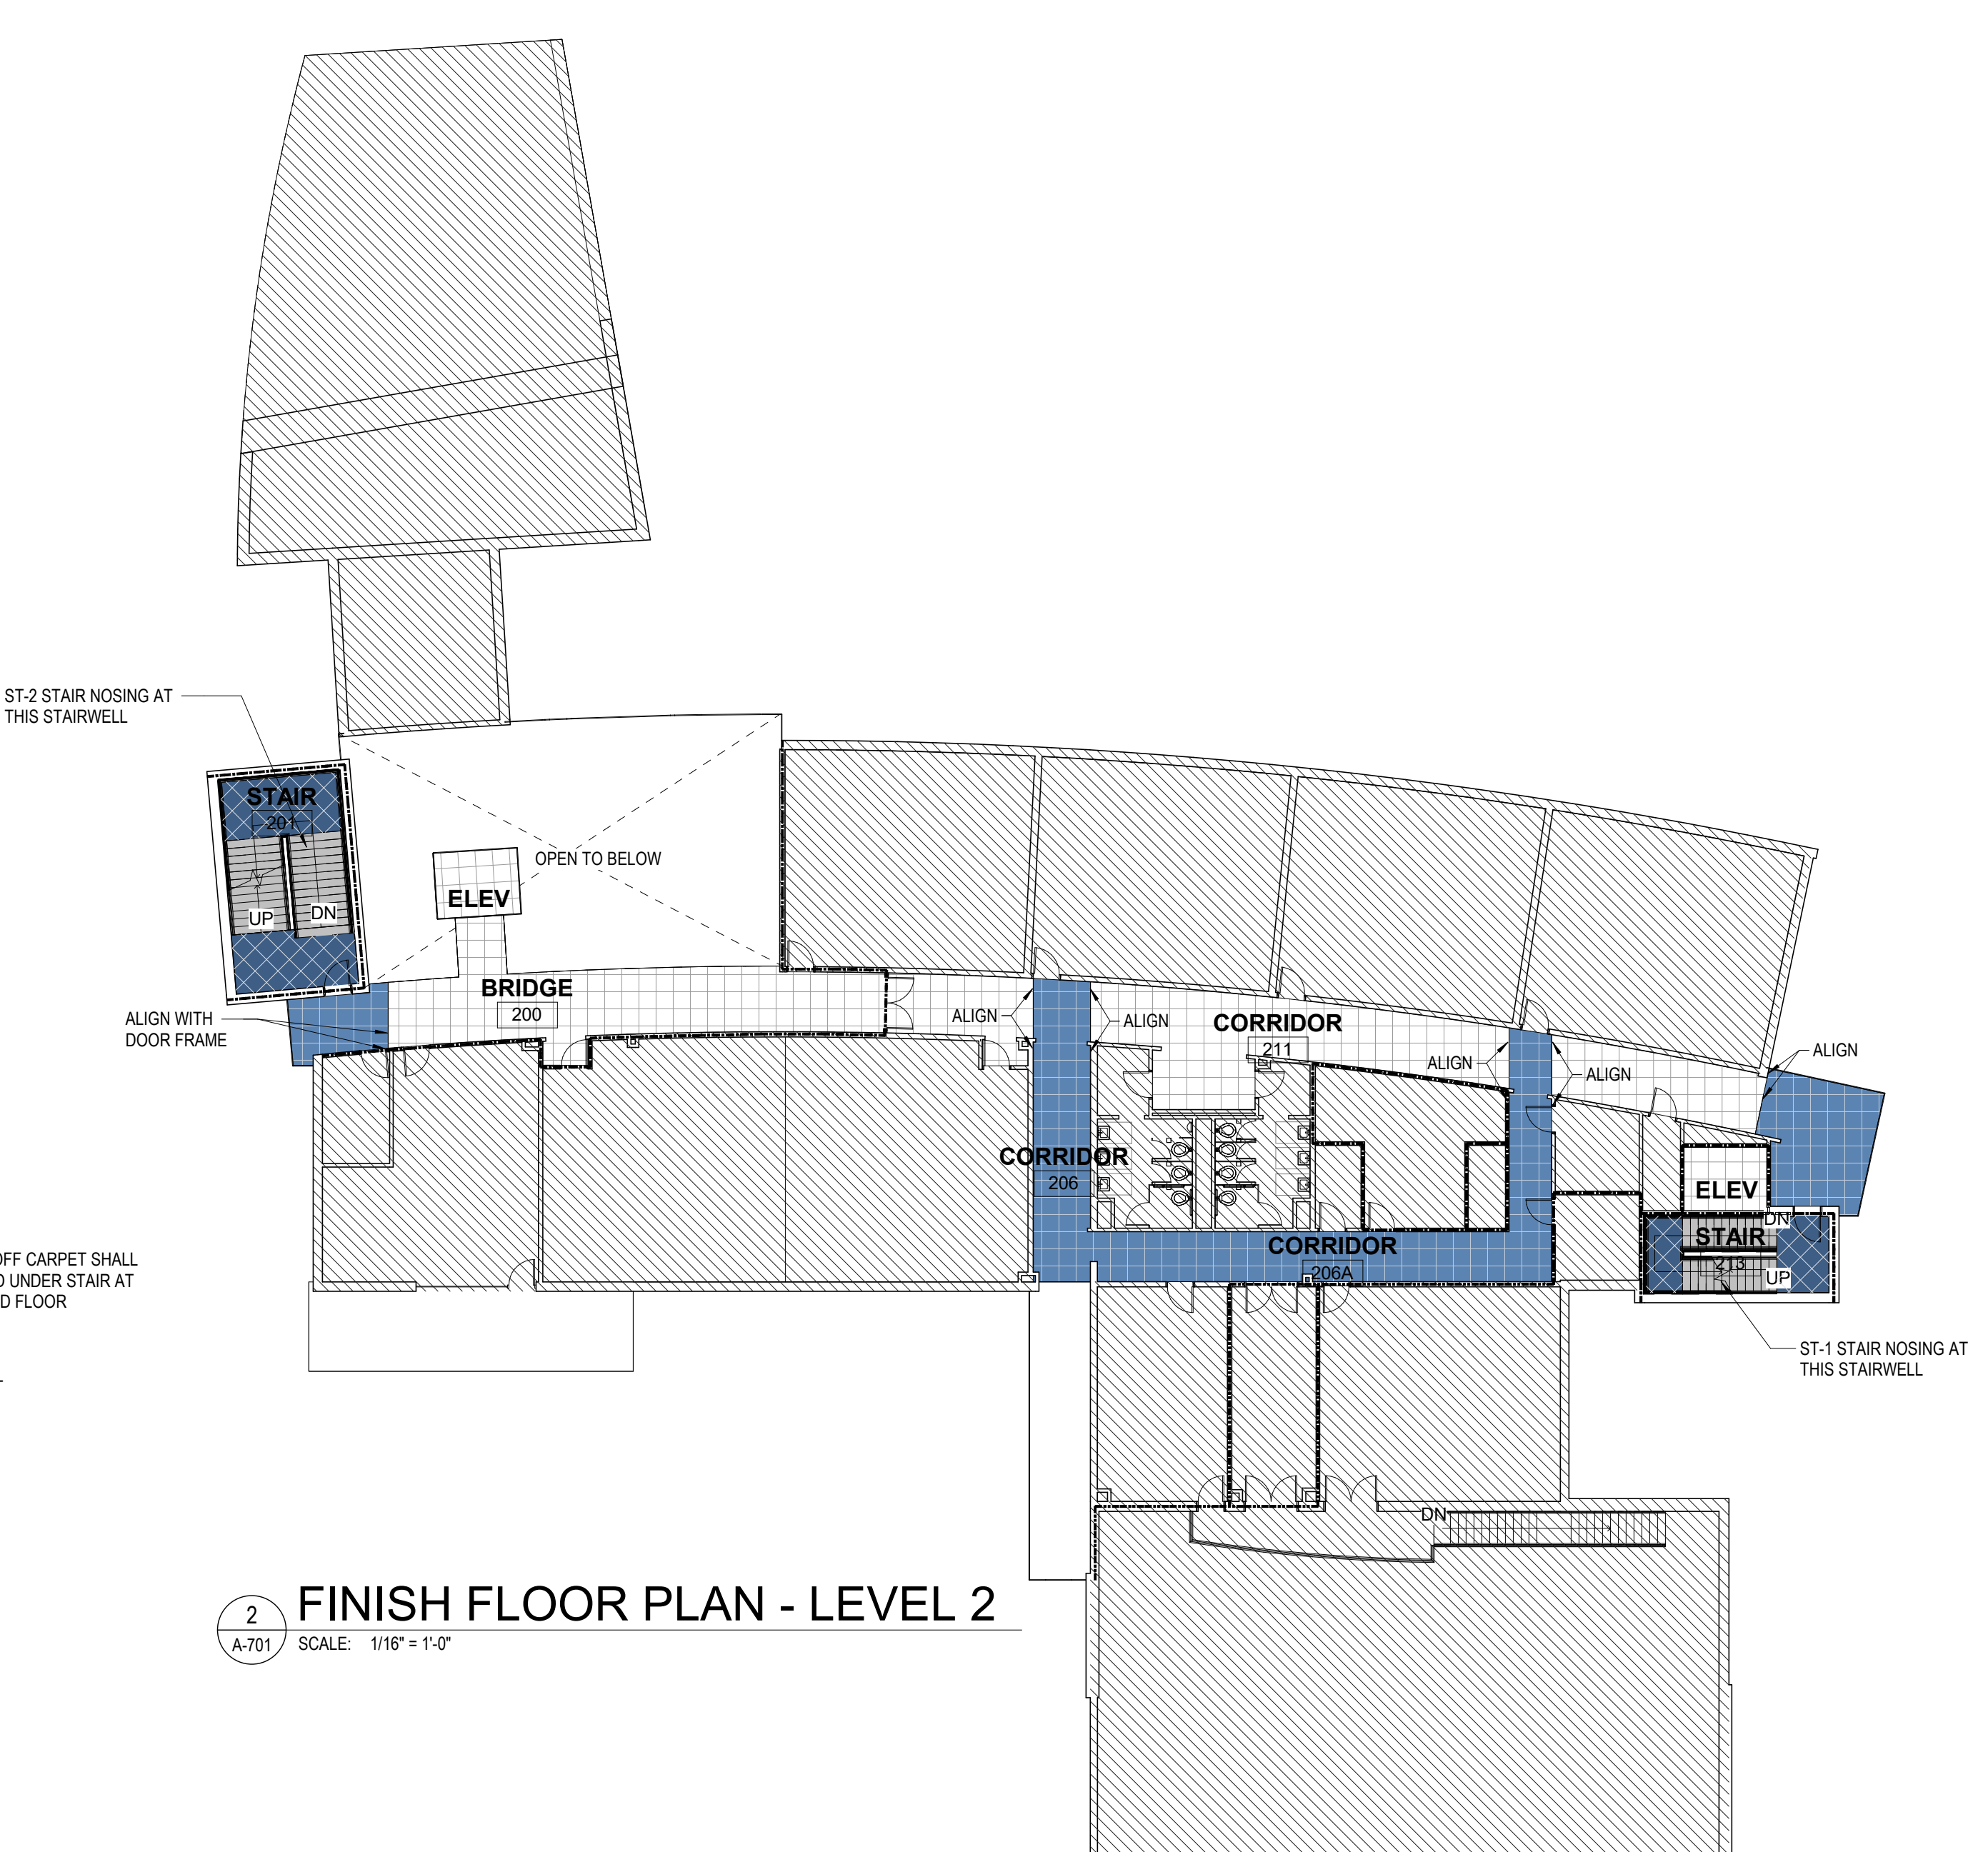 ST-2 STAIR NOSING AT
THIS STAIRWELL
STAIR
201
UP
DN
OPEN TO BELOW
ELEV
BRIDGE
200
ALIGN WITH
DOOR FRAME
ALIGN
ALIGN
CORRIDOR
211
ALIGN
ALIGN
ALIGN
CORRIDOR
206
CORRIDOR
206A
ELEV
DN
STAIR
213
UP
OFF CARPET SHALL
UNDER STAIR AT
FLOOR
ST-1 STAIR NOSING AT
THIS STAIRWELL
DN
2
A-701
FINISH FLOOR PLAN - LEVEL 2
SCALE: 1/16" = 1'-0"